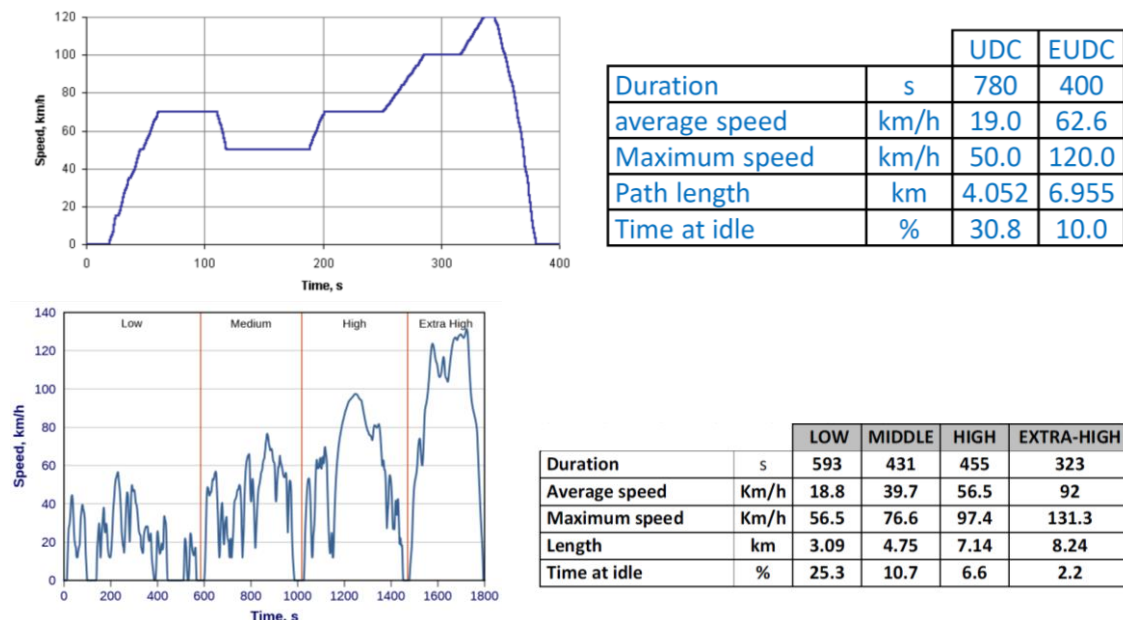 120
100
80
60
40
20
0
Speed, km/h
0 100 200 300 400
Time, s
UDC EUDC
Duration s 780 400
average speed km/h 19.0 62.6
Maximum speed km/h 50.0 120.0
Path length km 4.052 6.955
Time at idle % 30.8 10.0
140
120
100
80
60
40
20
0
Speed, km/h
Low Medium High Extra High
0 200 400 600 800 1000 1200 1400 1600 1800
Time, s
LOW MIDDLE HIGH EXTRA-HIGH
Duration s 593 431 455 323
Average speed Km/h 18.8 39.7 56.5 92
Maximum speed Km/h 56.5 76.6 97.4 131.3
Length km 3.09 4.75 7.14 8.24
Time at idle % 25.3 10.7 6.6 2.2